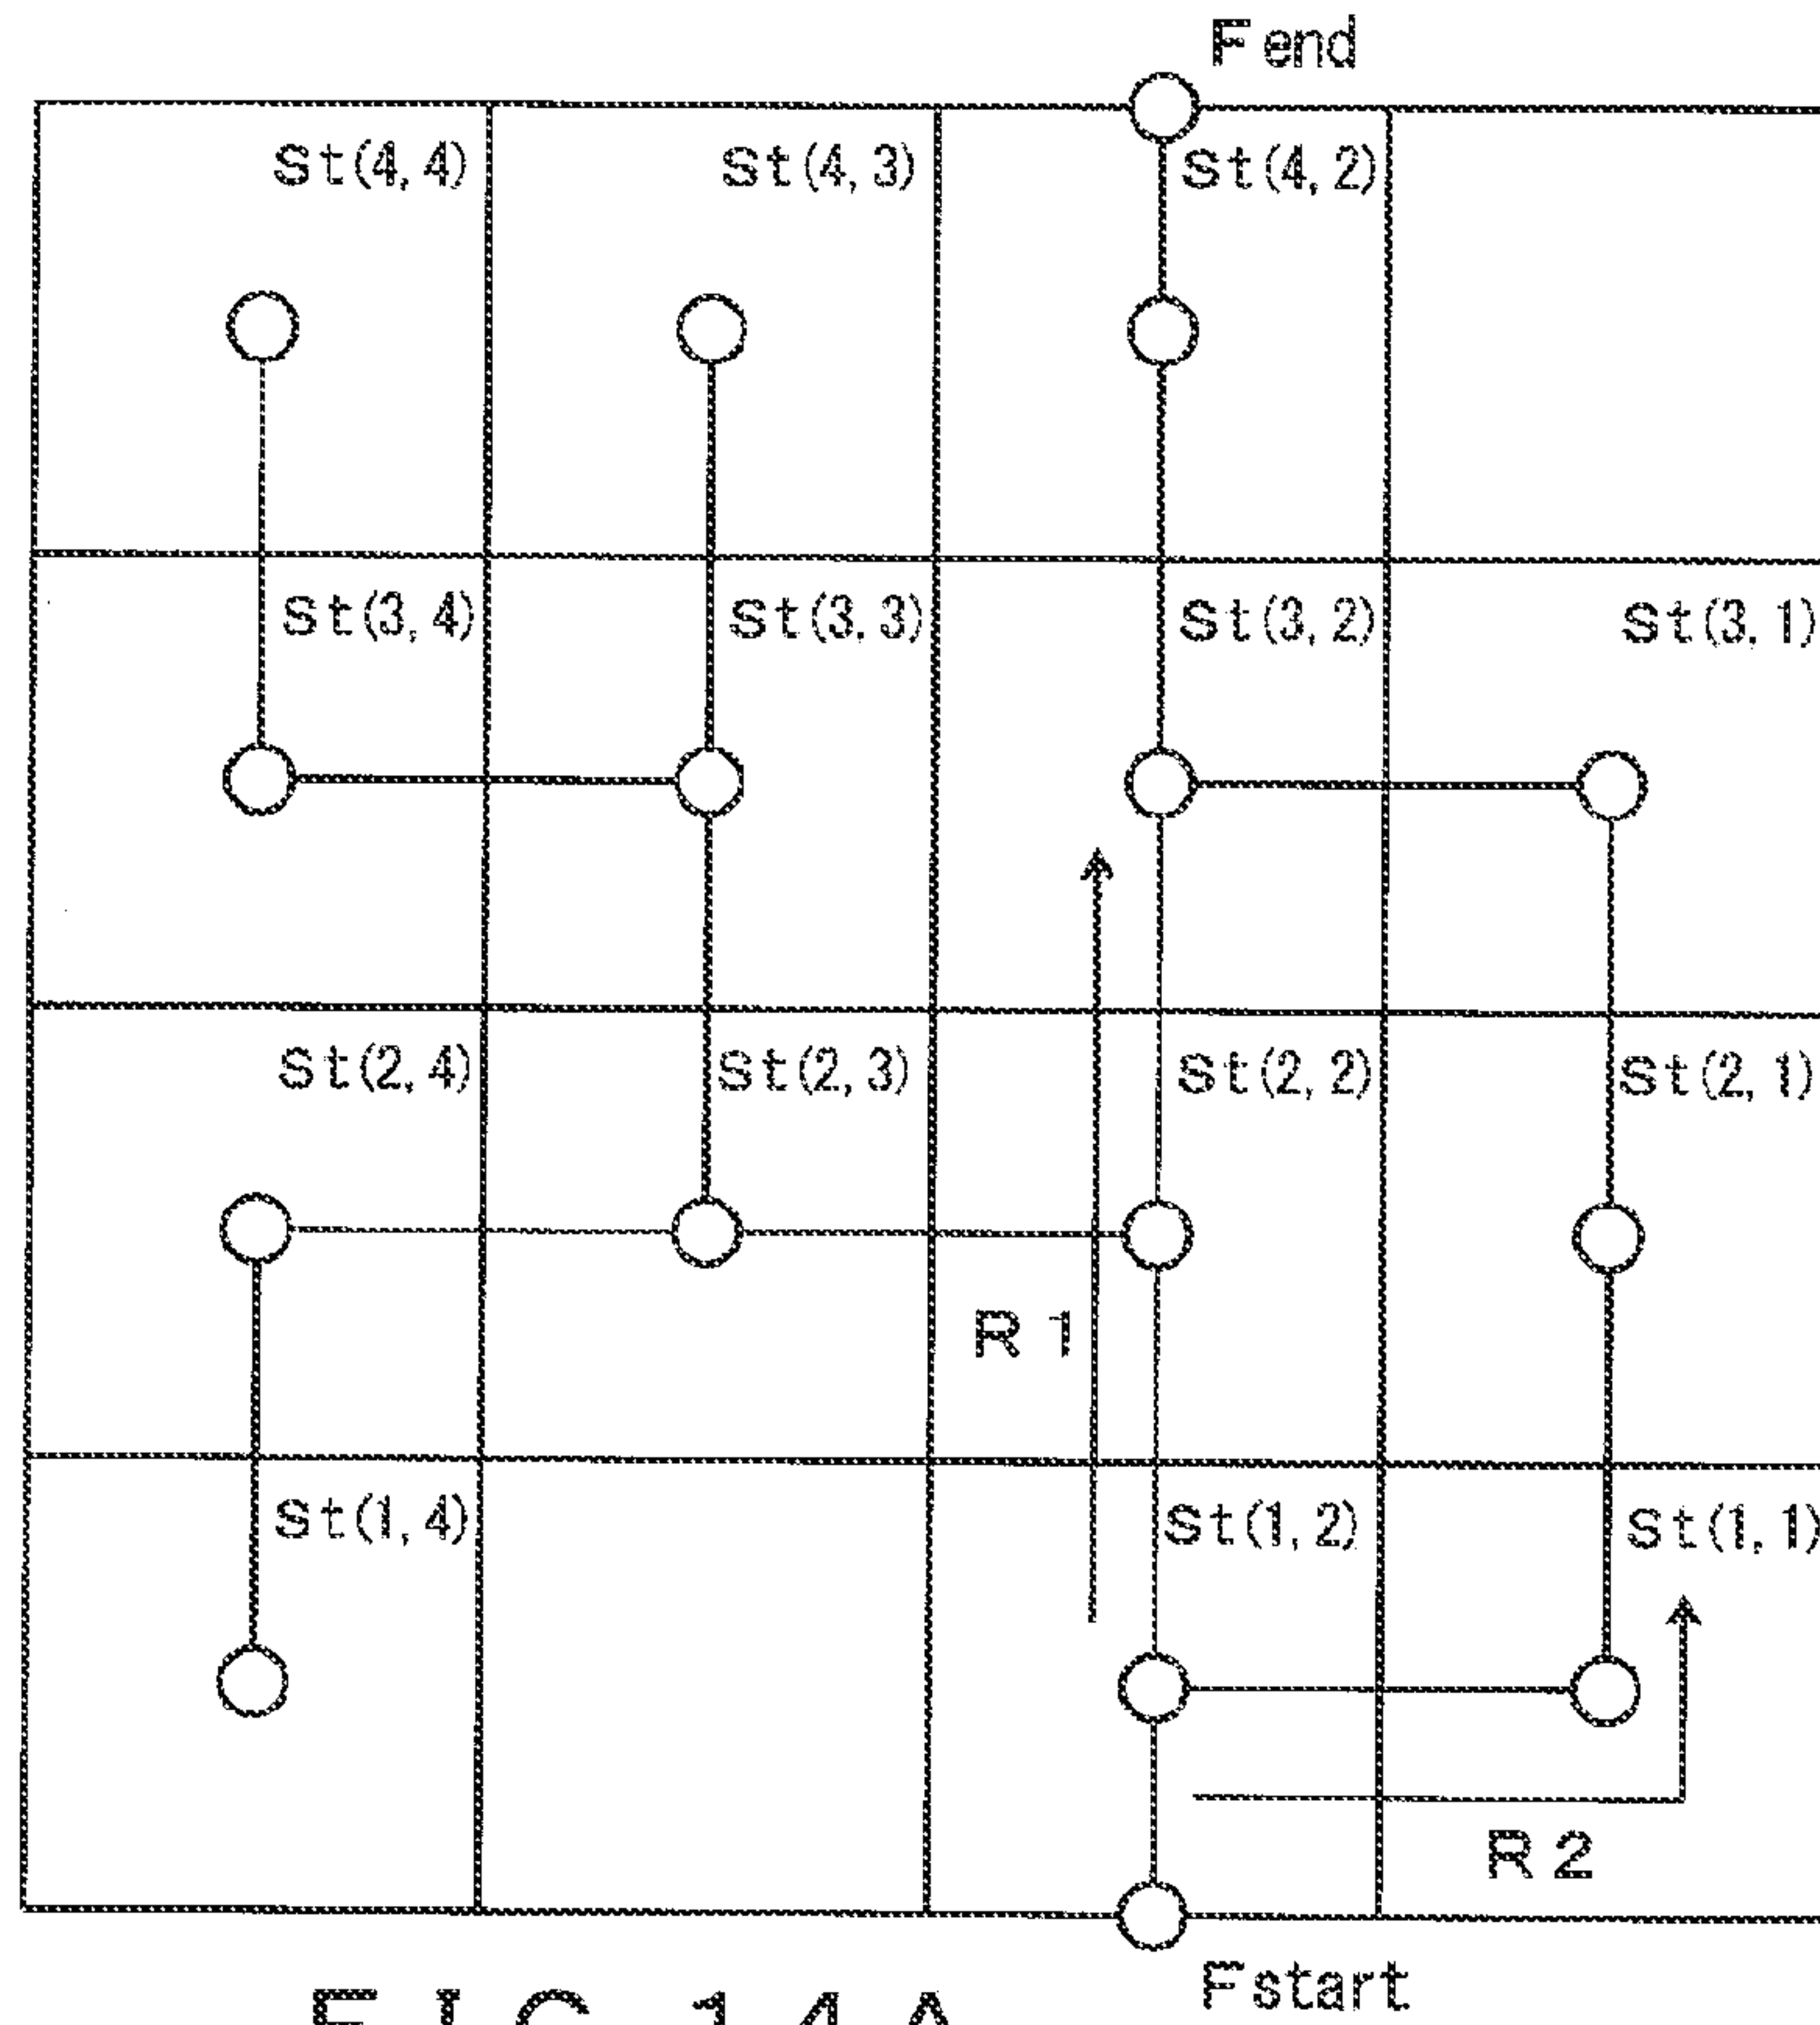 Fend
St(4,4) St(4,3) St(4,2)
St(3,4) St(3,3) St(3,2) St(3,1)
St(2,4) St(2,3) St(2,2) St(2,1)
R1
St(1,4) St(1,2) St(1,1)
R2
Fstart
FIG. 14A